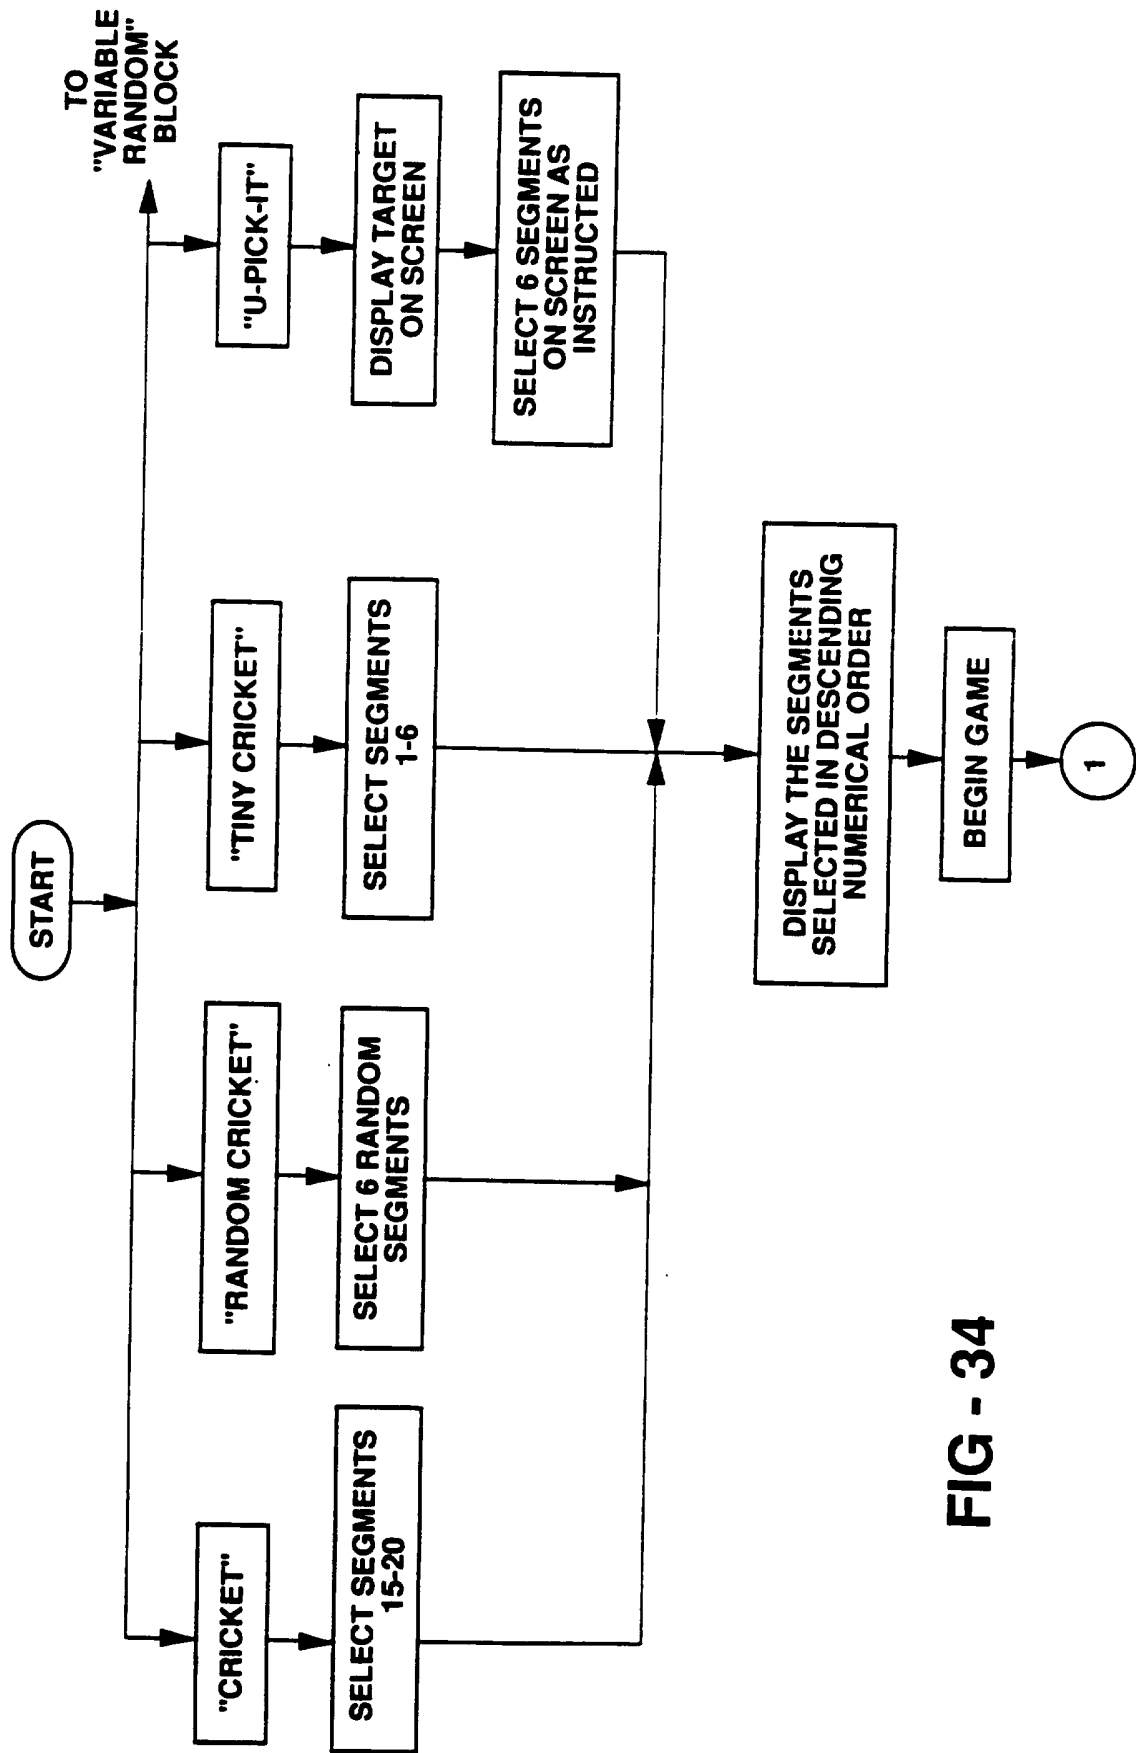 START
TO
"VARIABLE
RANDOM"
BLOCK
"CRICKET"
"RANDOM CRICKET"
"TINY CRICKET"
"U-PICK-IT"
SELECT SEGMENTS
15-20
SELECT 6 RANDOM
SEGMENTS
SELECT SEGMENTS
1-6
DISPLAY TARGET
ON SCREEN
SELECT 6 SEGMENTS
ON SCREEN AS
INSTRUCTED
DISPLAY THE SEGMENTS
SELECTED IN DESCENDING
NUMERICAL ORDER
BEGIN GAME
1
FIG - 34